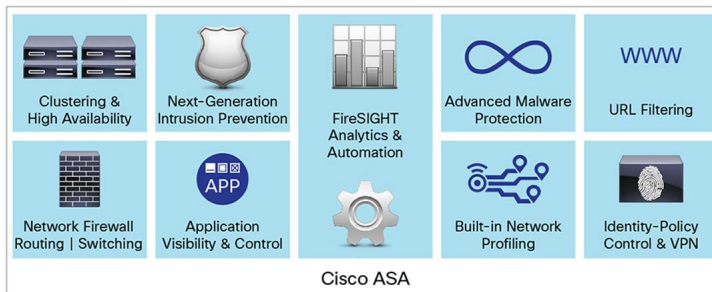 Clustering &
High Availability
Next-Generation
Intrusion Prevention
FireSIGHT
Analytics &
Automation
Advanced Malware
Protection
WWW
URL Filtering
Network Firewall
Routing | Switching
APP
Application
Visibility & Control
Built-in Network
Profiling
Identity-Policy
Control & VPN
Cisco ASA